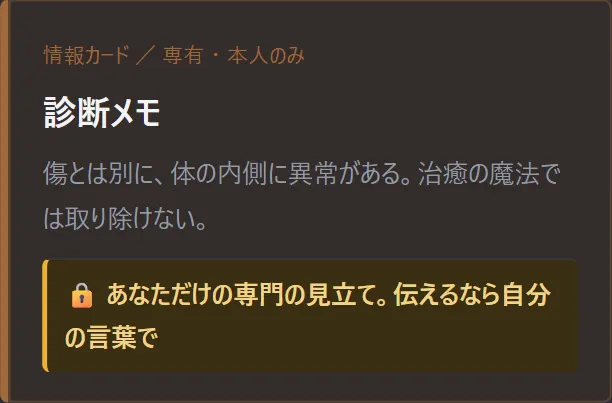 情報カード ／ 専有・本人のみ
診断メモ
傷とは別に、体の内側に異常がある。治癒の魔法で
は取り除けない。
🔒 あなただけの専門の見立て。伝えるなら自分
の言葉で